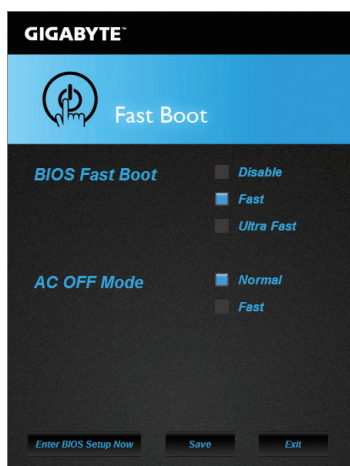 GIGABYTE™
Fast Boot
BIOS Fast Boot
Disable
Fast
Ultra Fast
AC OFF Mode
Normal
Fast
Enter BIOS Setup Now Save Exit